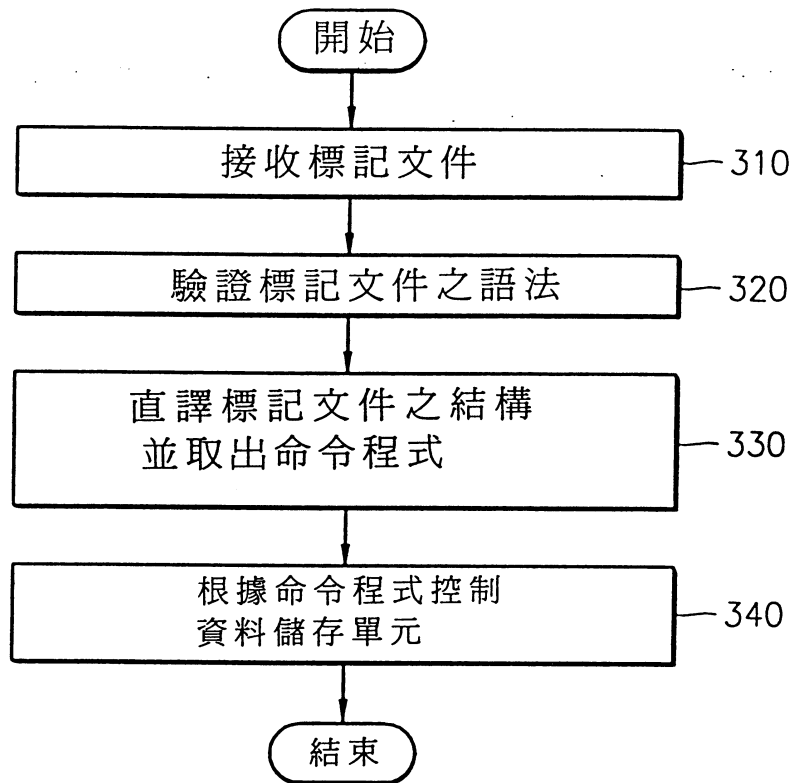 開始
接收標記文件
310
驗證標記文件之語法
320
直譯標記文件之結構
並取出命令程式
330
根據命令程式控制
資料儲存單元
340
結束